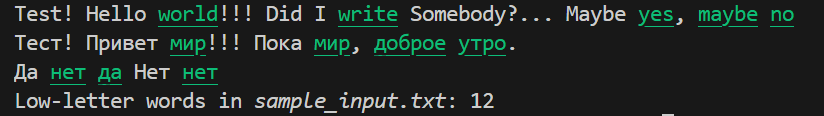 Test! Hello world!!! Did I write Somebody?... Maybe yes, maybe no
Тест! Привет мир!!! Пока мир, доброе утро.
Да нет да Нет нет
Low-letter words in sample_input.txt: 12